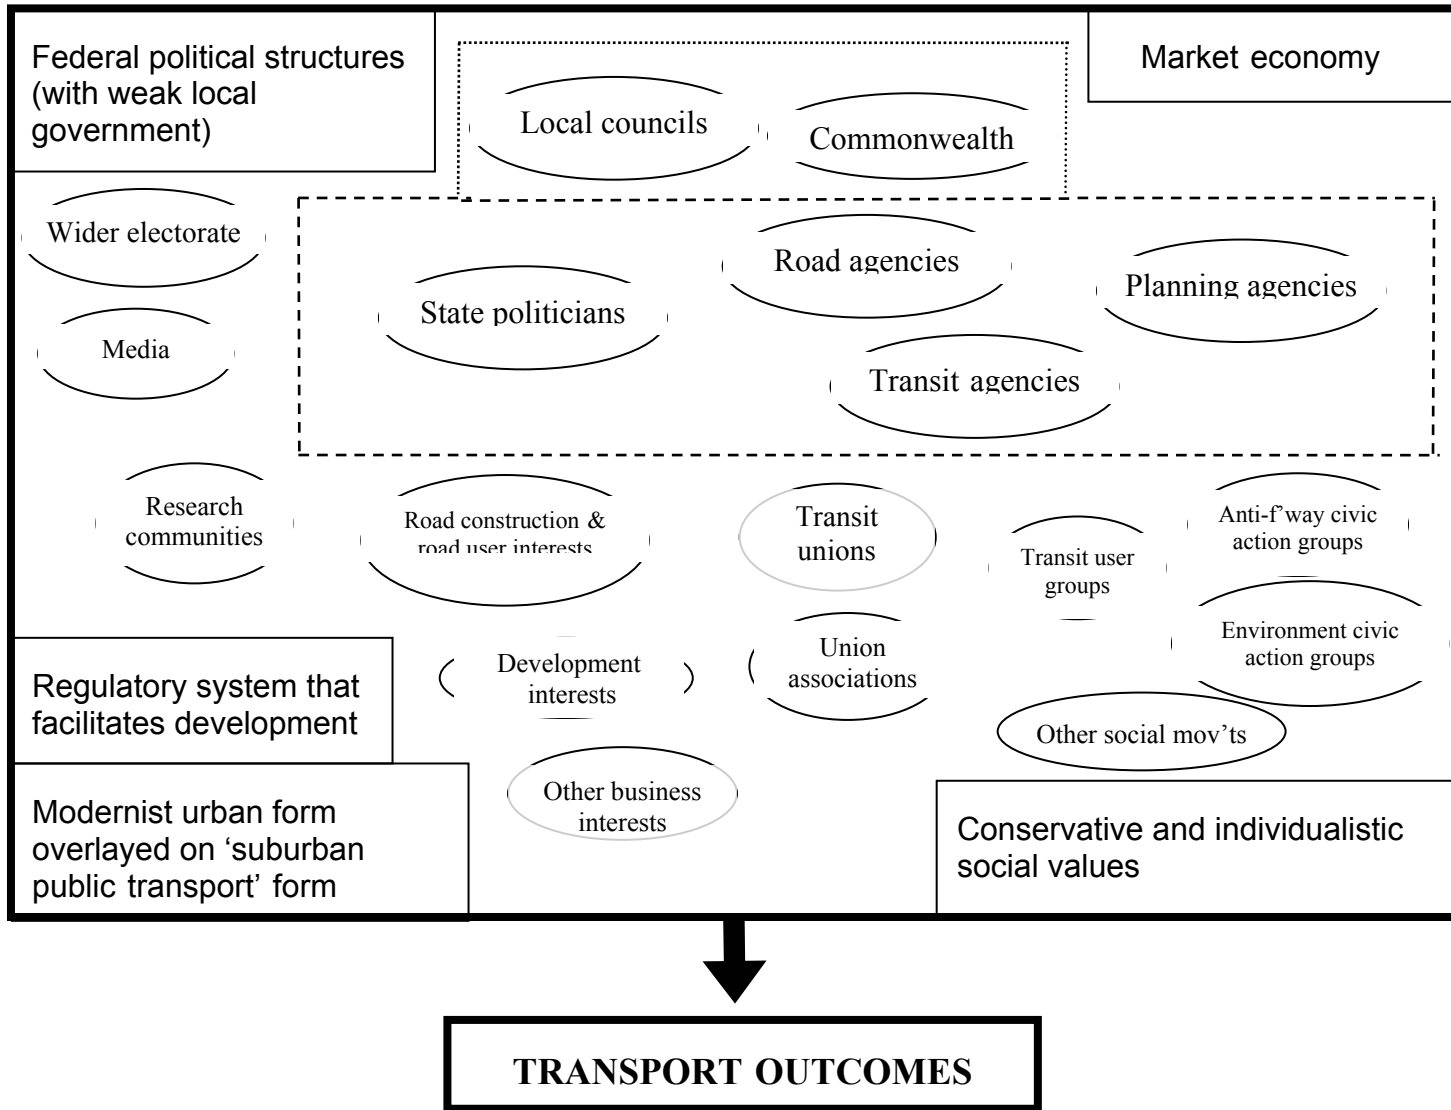 Federal political structures
(with weak local
government)
Market economy
Local councils
Commonwealth
Wider electorate
Road agencies
Planning agencies
State politicians
Media
Transit agencies
Research
communities
Road construction &
road user interests
Transit
unions
Transit user
groups
Anti-f’way civic
action groups
Environment civic
action groups
Development
interests
Union
associations
Other social mov’ts
Other business
interests
Regulatory system that
facilitates development
Modernist urban form
overlayed on ‘suburban
public transport’ form
Conservative and individualistic
social values
TRANSPORT OUTCOMES